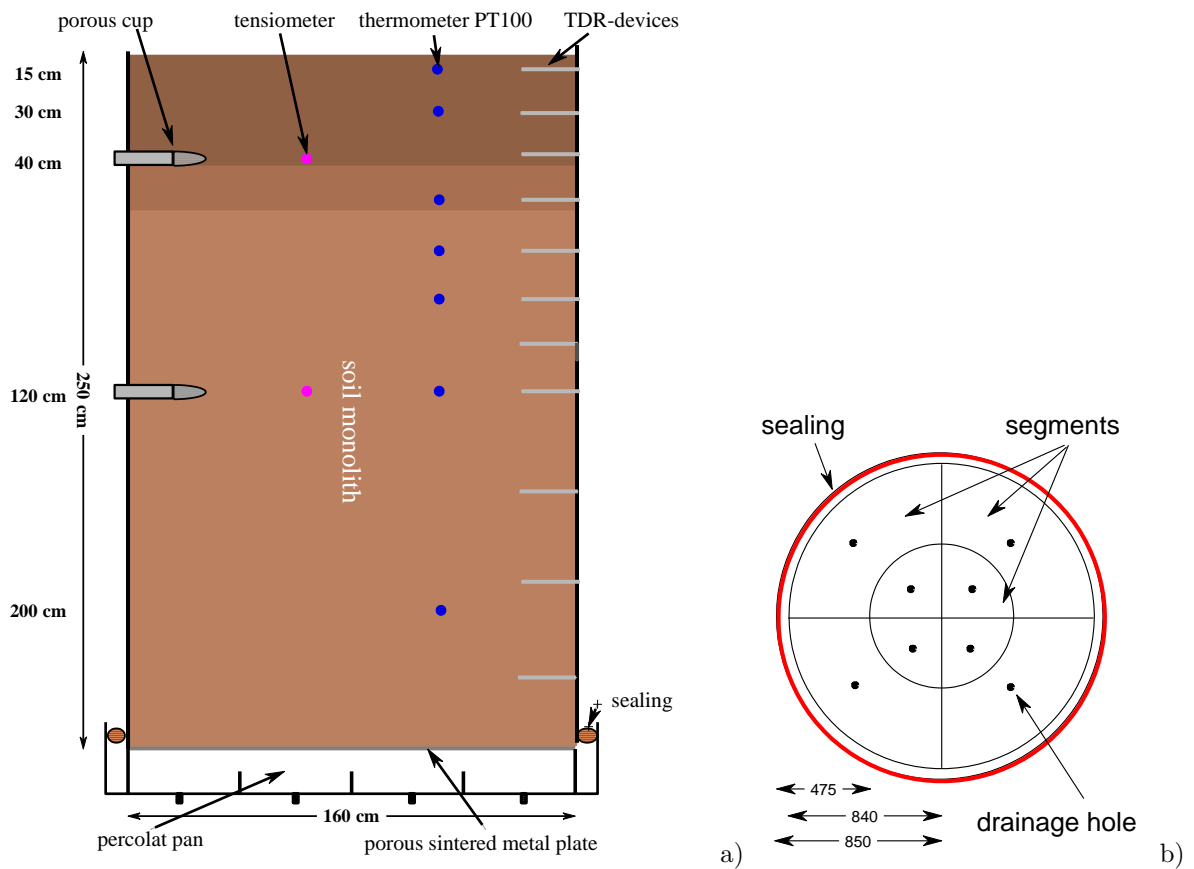 porous cup
tensiometer
thermometer PT100
TDR-devices
15 cm
30 cm
40 cm
120 cm
200 cm
250 cm
soil monolith
sealing
160 cm
percolat pan
porous sintered metal plate
a)
sealing
segments
475
840
850
drainage hole
b)